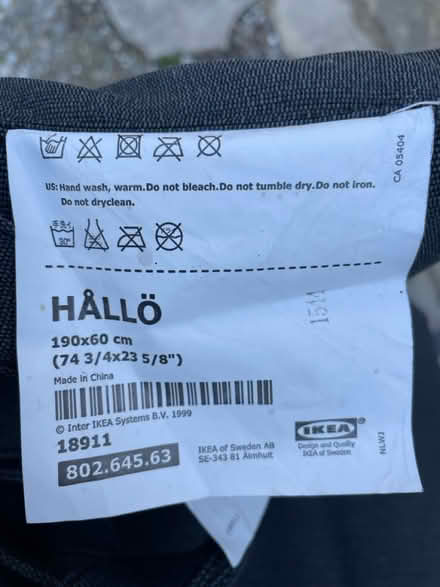 US: Hand wash, warm.Do not bleach.Do not tumble dry.Do not iron.
Do not dryclean.
30°
HÅLLÖ
190x60 cm
(74 3/4x23 5/8")
Made in China
© Inter IKEA Systems B.V. 1999
18911
802.645.63
IKEA of Sweden AB
SE-343 81 Älmhult
IKEA®
Design and Quality
IKEA of Sweden
NLWJ
CA 05404